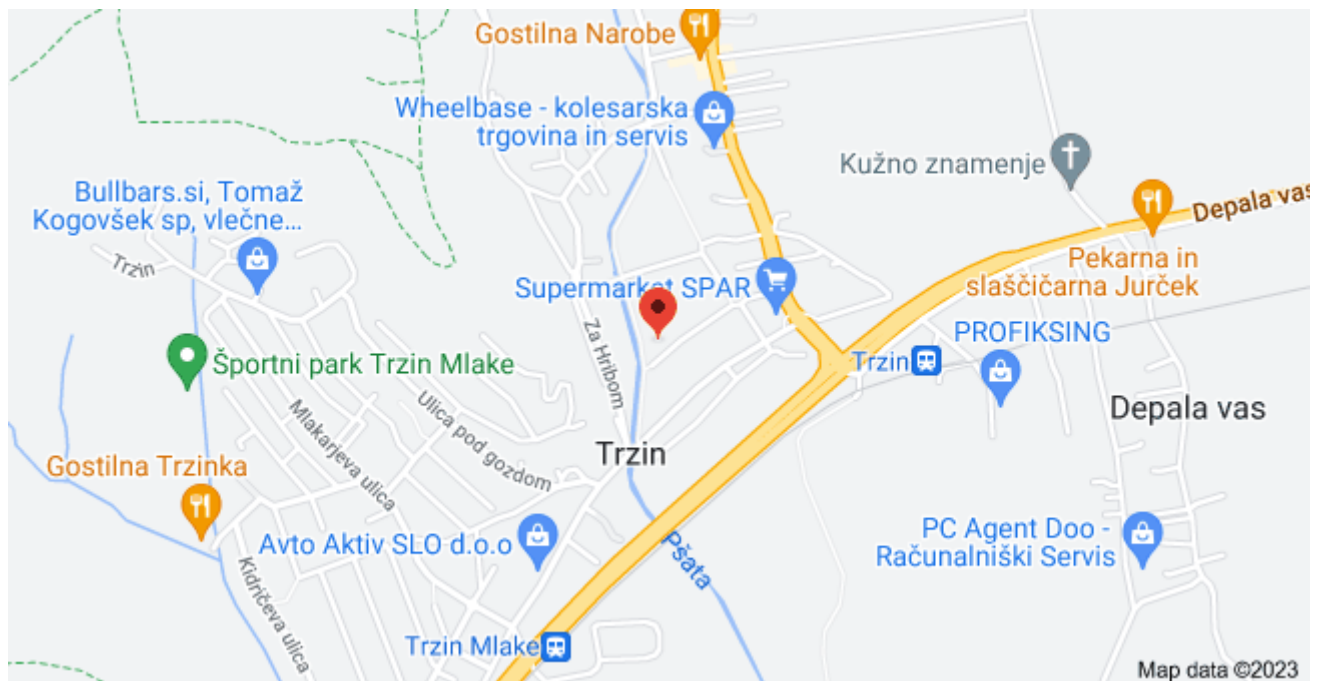 Gostilna Narobe
Wheelbase - kolesarska
trgovina in servis
Kužno znamenje
Bullbars.si, Tomaž
Kogovšek sp, vlečne...
Depala vas
Trzin
Pekarna in
slaščičarna Jurček
Supermarket SPAR
PROFIKSING
Za Hribom
Trzin
Športni park Trzin Mlake
Ulica pod gozdom
Depala vas
Mlakarjeva ulica
Trzin
Gostilna Trzinka
PC Agent Doo -
Računalniški Servis
Avto Aktiv SLO d.o.o
Pšata
Kidričeva ulica
Trzin Mlake
Map data ©2023